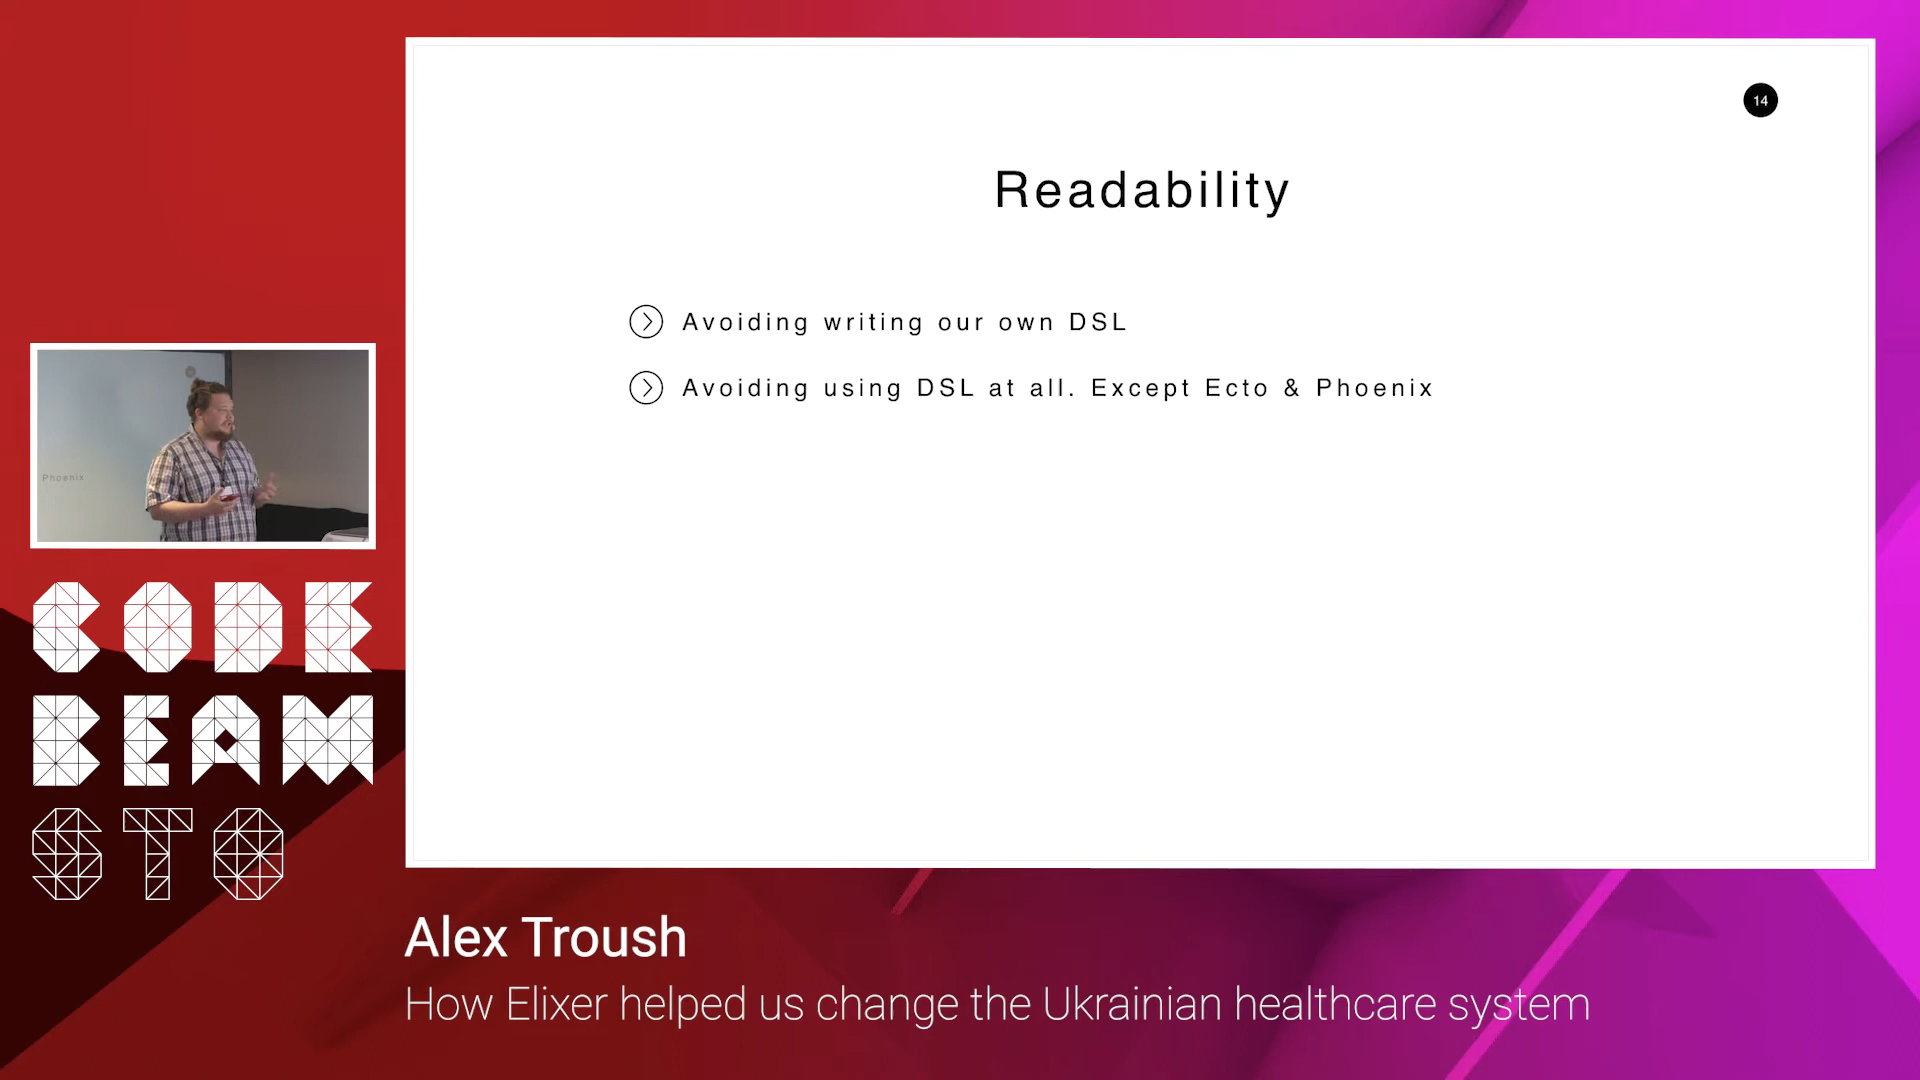 14
Readability
Avoiding writing our own DSL
Avoiding using DSL at all. Except Ecto & Phoenix
Phoenix
CODE
BEAM
STO
Alex Troush
How Elixer helped us change the Ukrainian healthcare system